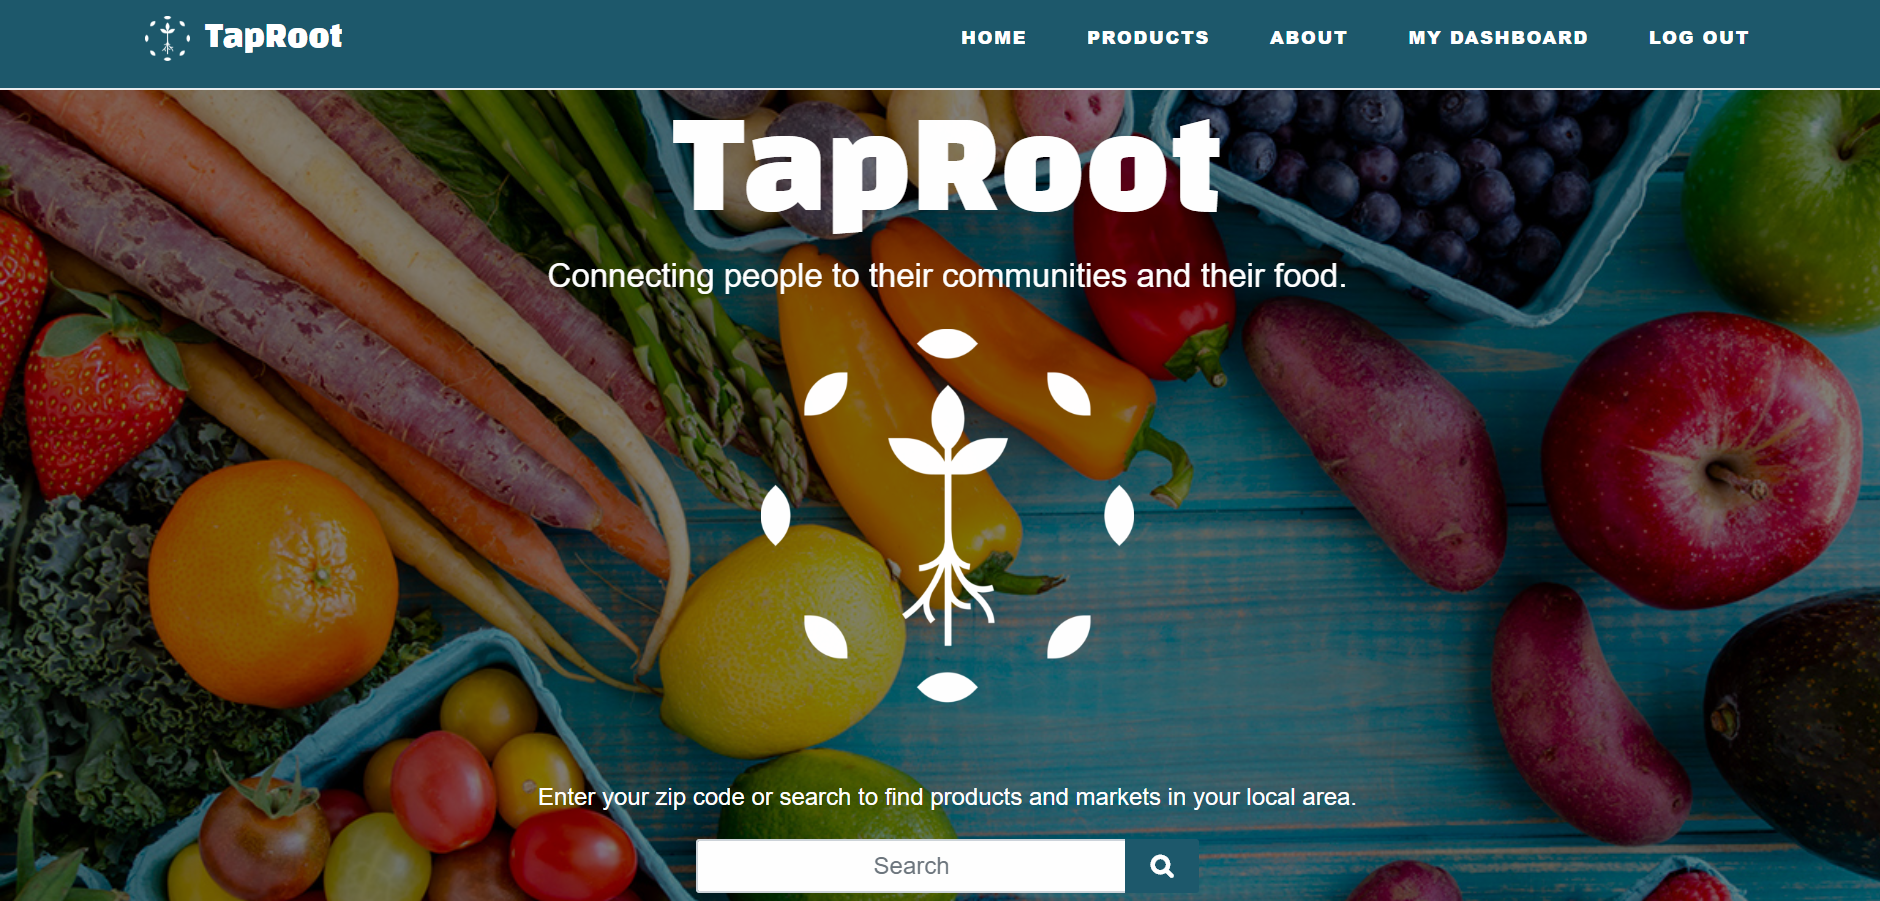 TapRoot
HOME PRODUCTS ABOUT MY DASHBOARD LOG OUT
TapRoot
Connecting people to their communities and their food.
Enter your zip code or search to find products and markets in your local area.
Search